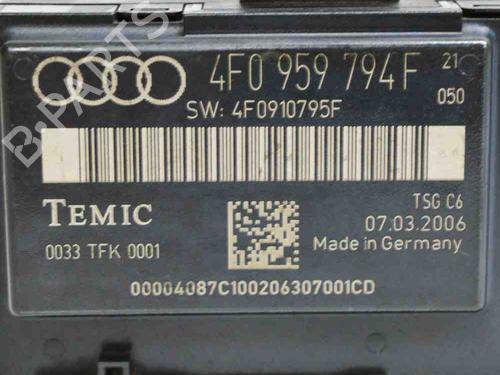 4F0 959 794 F
21
050
SW: 4F0910795F
TEMIC
0033 TFK 0001
TSG C6
07.03.2006
Made in Germany
00004087C100206307001CD
B-PARTS